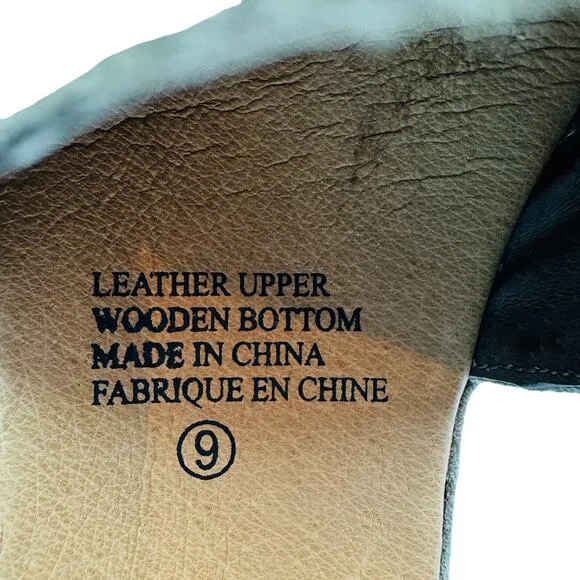 LEATHER UPPER
WOODEN BOTTOM
MADE IN CHINA
FABRIQUE EN CHINE
9